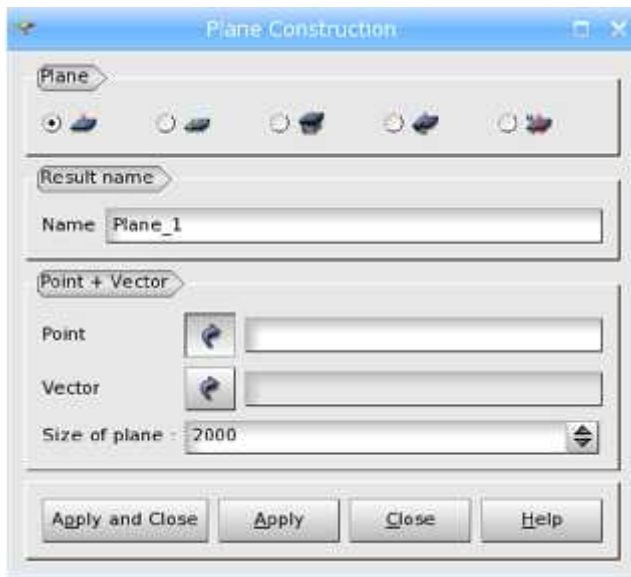 Plane Construction
Plane
Result name
Name Plane_1
Point + Vector
Point
Vector
Size of plane : 2000
Apply and Close Apply Close Help